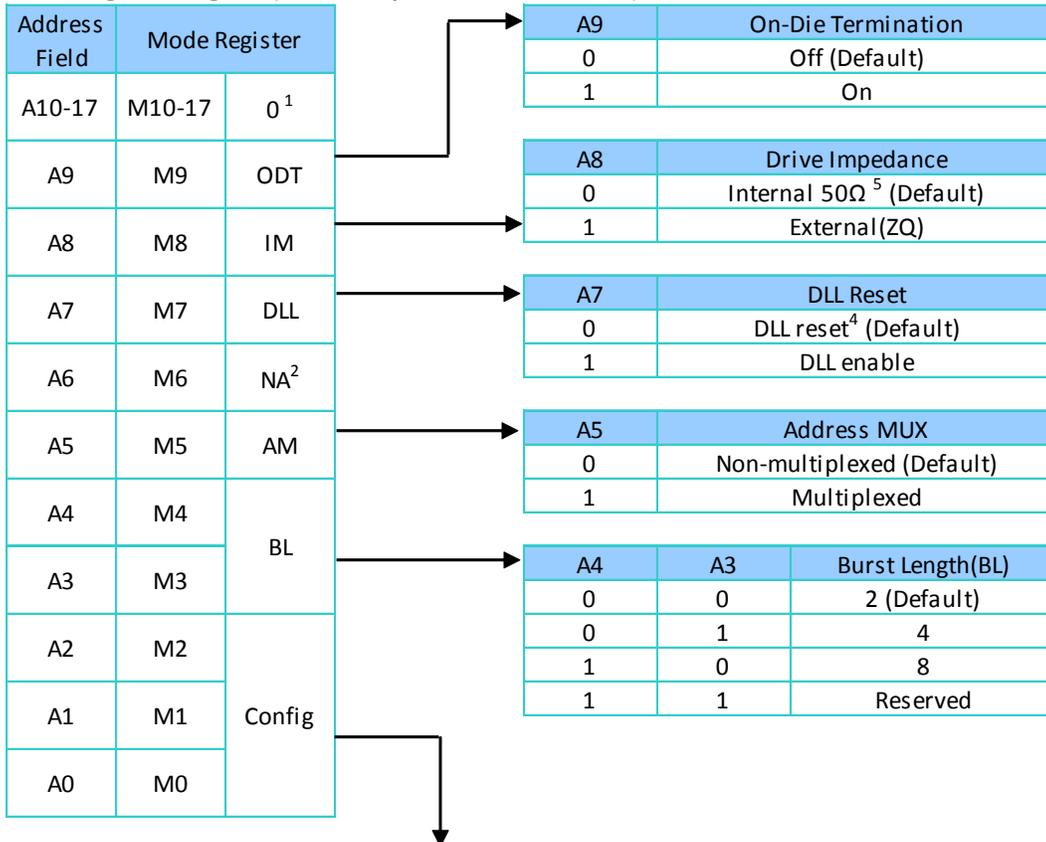 Address Field Mode Register
A10-17 M10-17 0 1
A9 M9 ODT
A8 M8 IM
A7 M7 DLL
A6 M6 NA2
A5 M5 AM
A4 M4 BL
A3 M3
A2 M2 Config
A1 M1
A0 M0
A9 On-Die Termination
0 Off (Default)
1 On
A8 Drive Impedance
0 Internal 50Ω 5 (Default)
1 External(ZQ)
A7 DLL Reset
0 DLL reset4 (Default)
1 DLL enable
A5 Address MUX
0 Non-multiplexed (Default)
1 Multiplexed
A4 A3 Burst Length(BL)
0 0 2 (Default)
0 1 4
1 0 8
1 1 Reserved